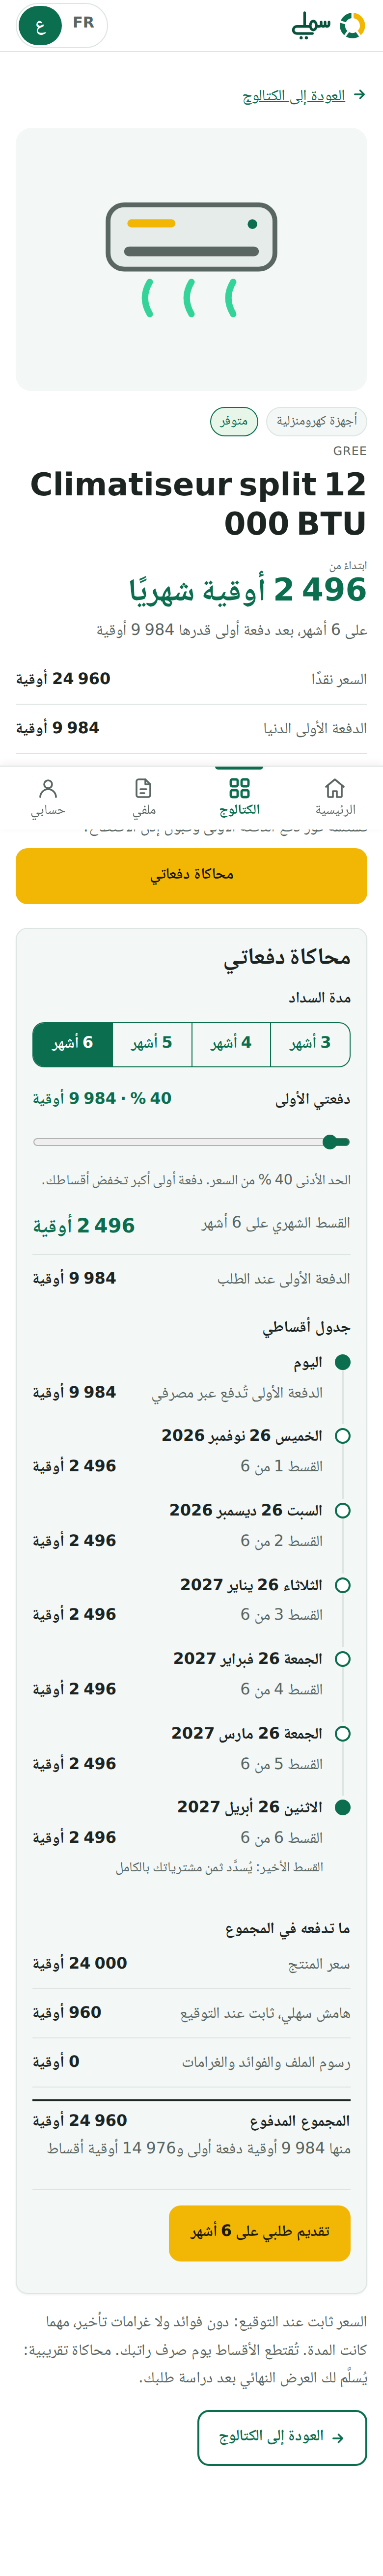 سهلي
FR
ع
العودة إلى الكتالوج
أجهزة كهرومنزلية
متوفر
GREE
Climatiseur split 12 000 BTU
ابتداءً من
2 496 أوقية شهريًا
على 6 أشهر، بعد دفعة أولى قدرها 9 984 أوقية
السعر نقدًا
24 960 أوقية
الدفعة الأولى الدنيا
9 984 أوقية
الرئيسية
الكتالوج
ملفي
حسابي
محاكاة دفعاتي
محاكاة دفعاتي
مدة السداد
3 أشهر
4 أشهر
5 أشهر
6 أشهر
دفعتي الأولى
40 % · 9 984 أوقية
الحد الأدنى 40 % من السعر. دفعة أولى أكبر تخفض أقساطك.
القسط الشهري على 6 أشهر
2 496 أوقية
الدفعة الأولى عند الطلب
9 984 أوقية
جدول أقساطي
اليوم
الدفعة الأولى تُدفع عبر مصرفي
9 984 أوقية
الخميس 26 نوفمبر 2026
القسط 1 من 6
2 496 أوقية
السبت 26 ديسمبر 2026
القسط 2 من 6
2 496 أوقية
الثلاثاء 26 يناير 2027
القسط 3 من 6
2 496 أوقية
الجمعة 26 فبراير 2027
القسط 4 من 6
2 496 أوقية
الجمعة 26 مارس 2027
القسط 5 من 6
2 496 أوقية
الاثنين 26 أبريل 2027
القسط 6 من 6
2 496 أوقية
القسط الأخير: يُسدَّد ثمن مشترياتك بالكامل
ما تدفعه في المجموع
سعر المنتج
24 000 أوقية
هامش سهلي، ثابت عند التوقيع
960 أوقية
رسوم الملف والفوائد والغرامات
0 أوقية
المجموع المدفوع
24 960 أوقية
منها 9 984 أوقية دفعة أولى و14 976 أوقية أقساط
تقديم طلبي على 6 أشهر
السعر ثابت عند التوقيع: دون فوائد ولا غرامات تأخير، مهما
كانت المدة. تُقتطع الأقساط يوم صرف راتبك. محاكاة تقريبية:
يُسلَّم لك العرض النهائي بعد دراسة طلبك.
العودة إلى الكتالوج